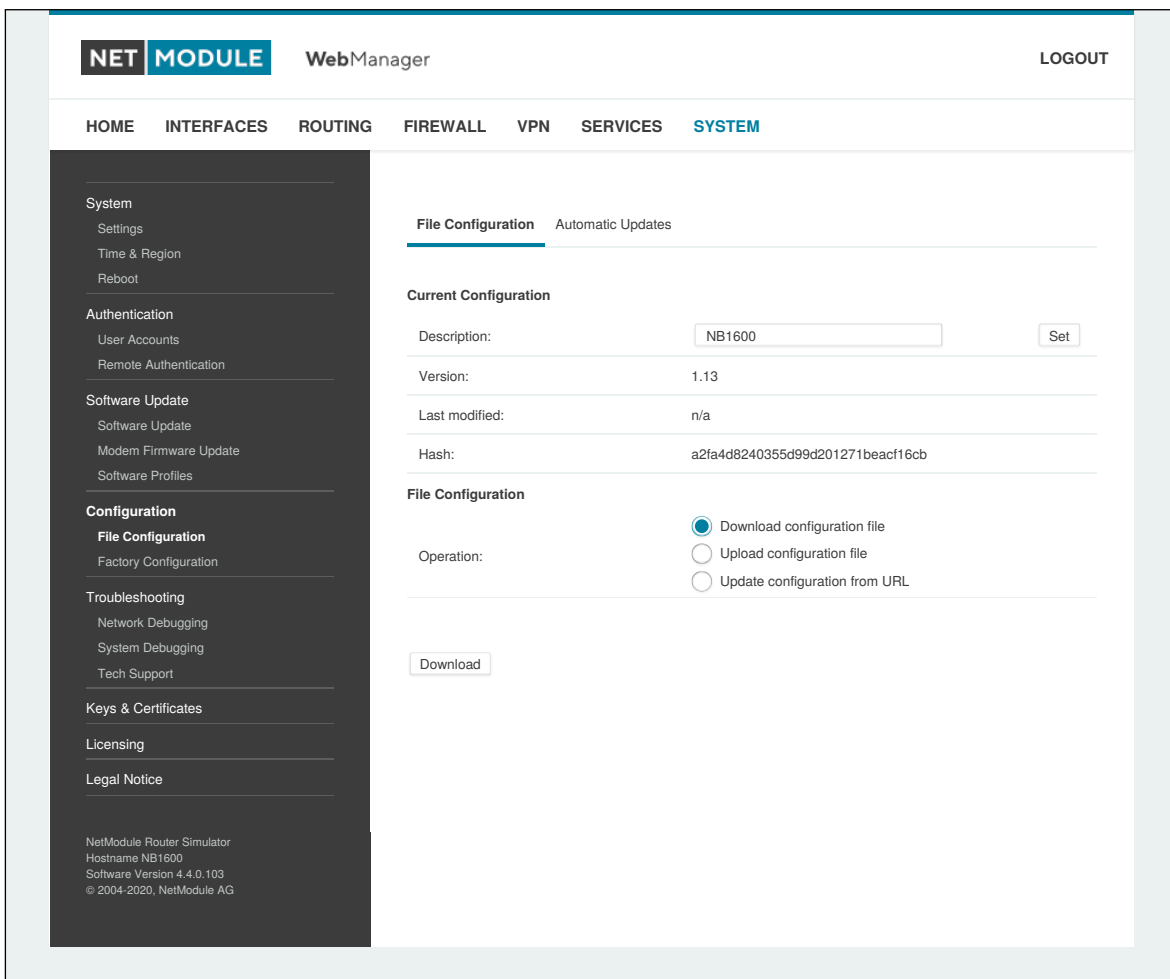 NET MODULE WebManager LOGOUT
HOME INTERFACES ROUTING FIREWALL VPN SERVICES SYSTEM
System
Settings
Time & Region
Reboot
Authentication
User Accounts
Remote Authentication
Software Update
Software Update
Modem Firmware Update
Software Profiles
Configuration
File Configuration
Factory Configuration
Troubleshooting
Network Debugging
System Debugging
Tech Support
Keys & Certificates
Licensing
Legal Notice
NetModule Router Simulator
Hostname NB1600
Software Version 4.4.0.103
© 2004-2020, NetModule AG
File Configuration Automatic Updates
Current Configuration
Description: NB1600 Set
Version: 1.13
Last modified: n/a
Hash: a2fa4d8240355d99d201271beacf16cb
File Configuration
Operation:
Download configuration file
Upload configuration file
Update configuration from URL
Download